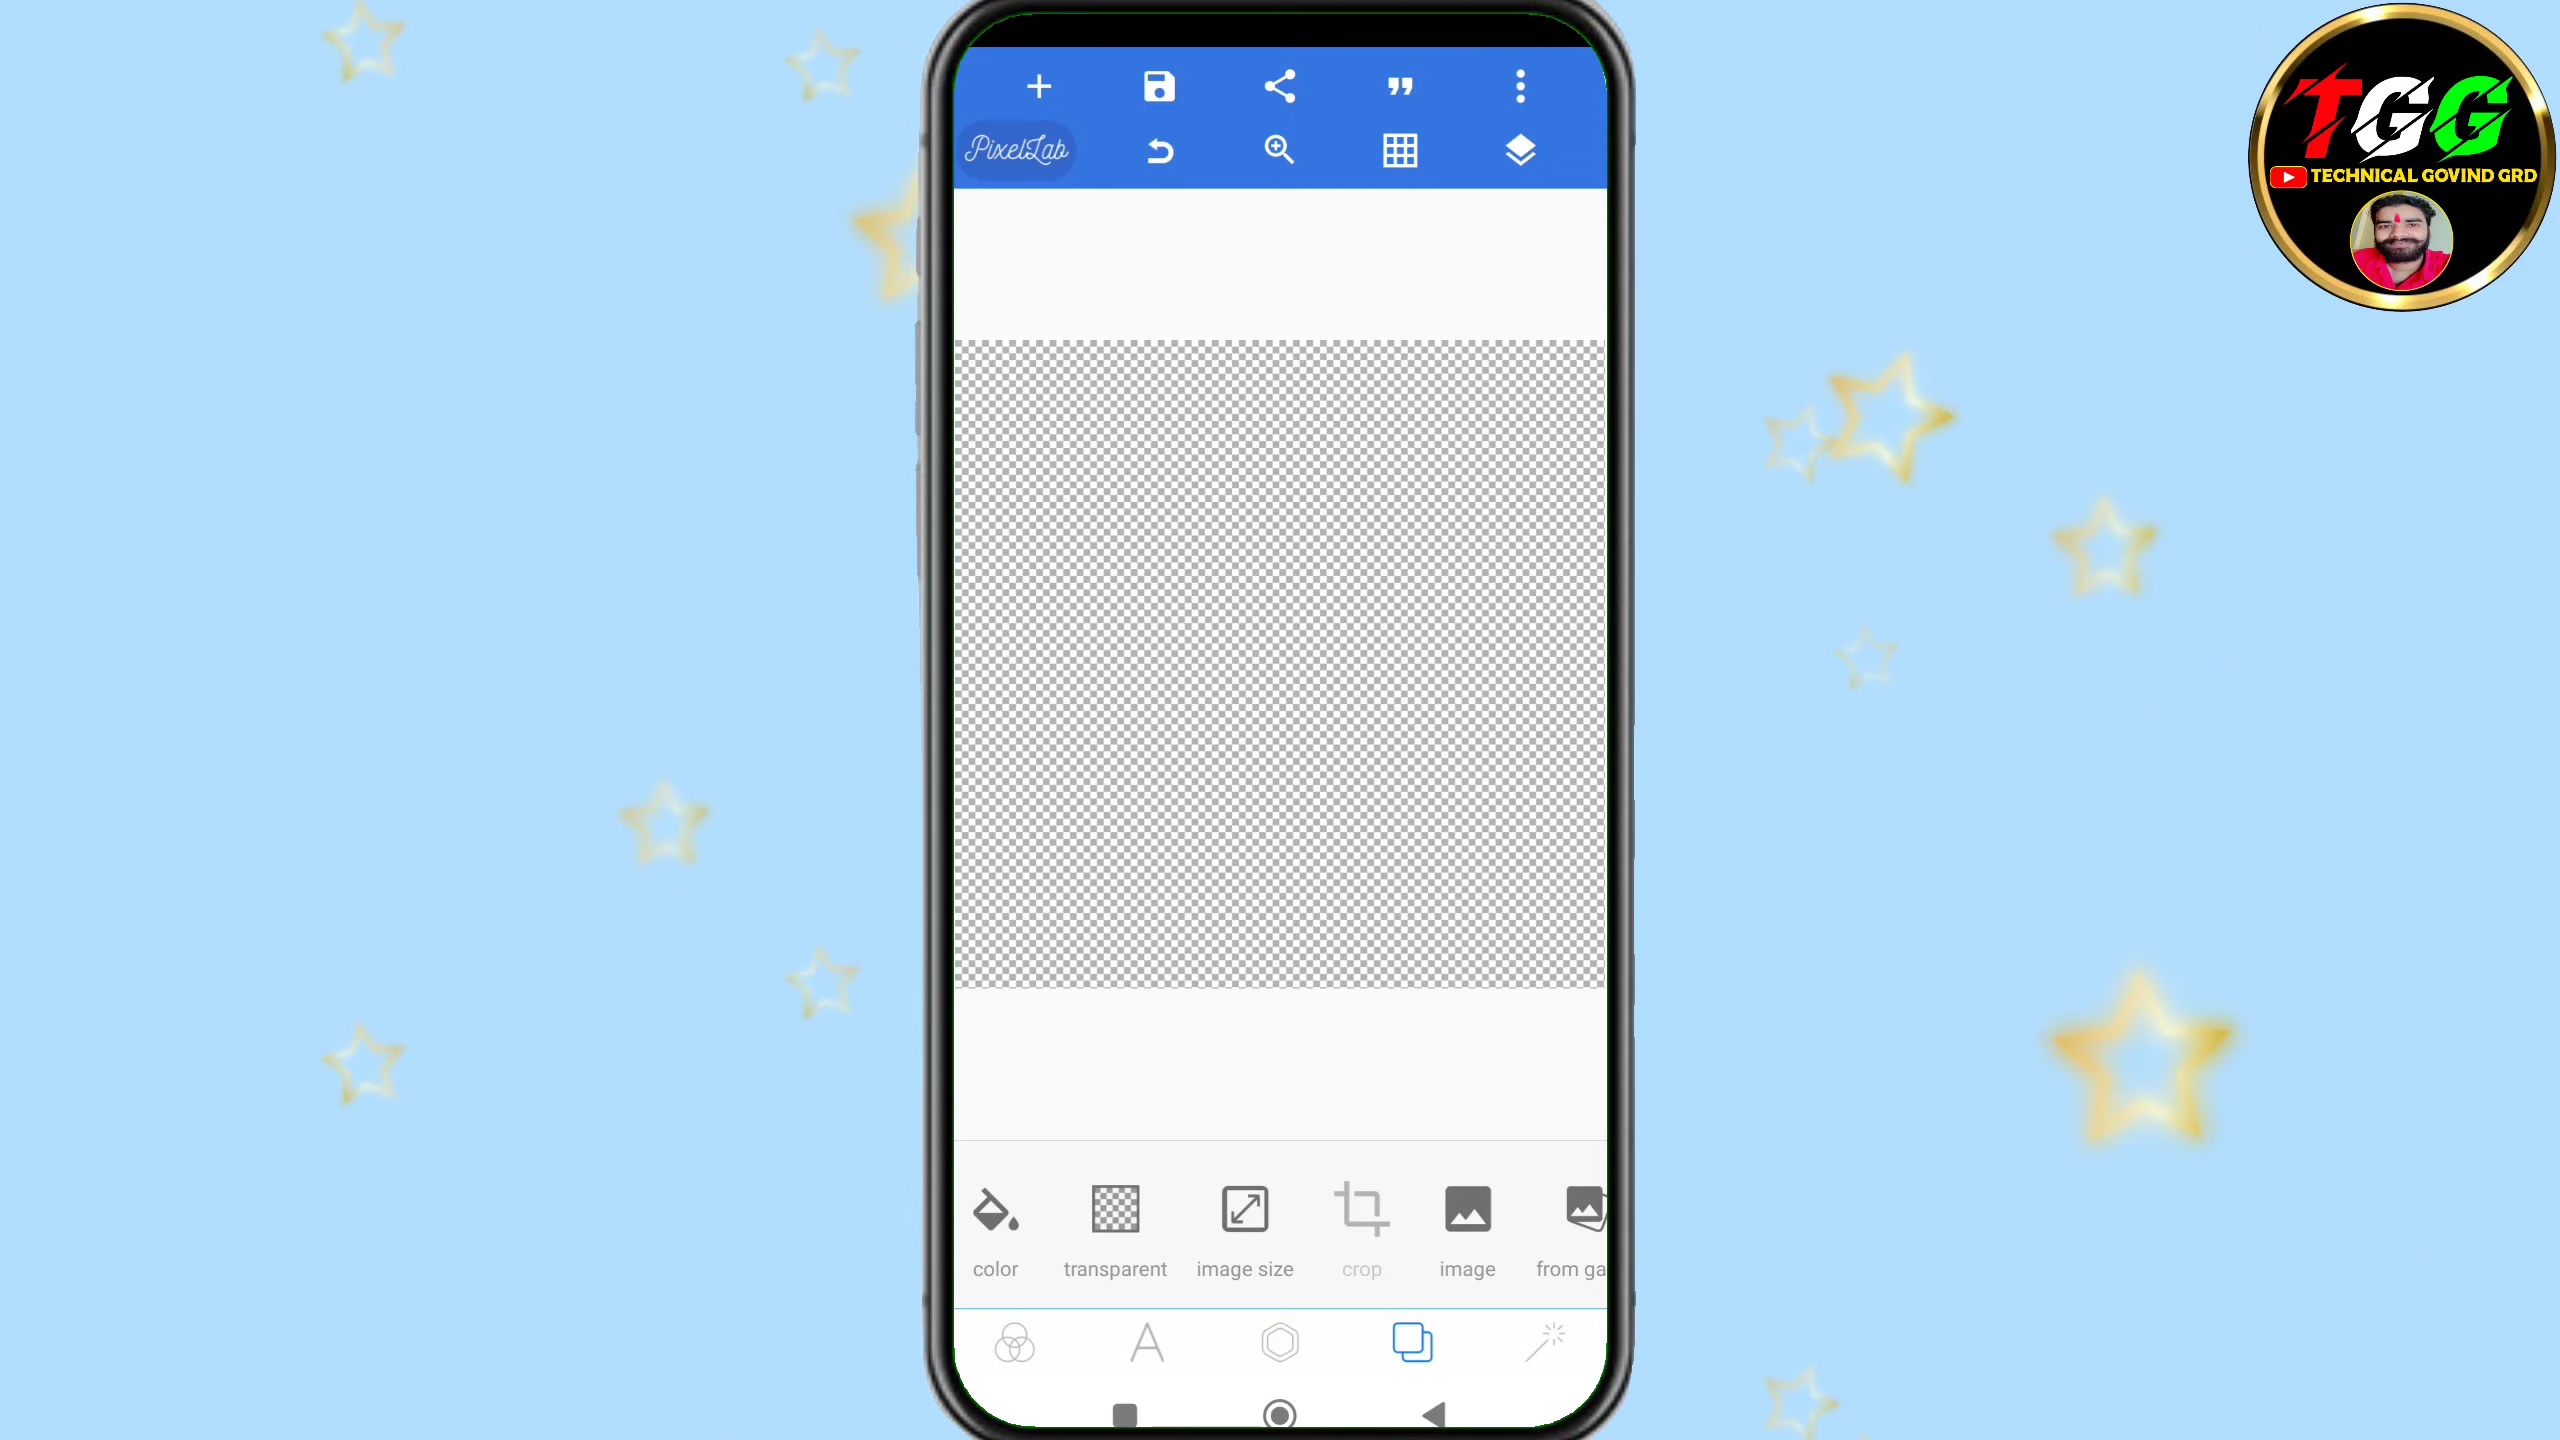 PixelLab
TGG
TECHNICAL GOVIND GRD
color
transparent
image size
crop
image
from ga